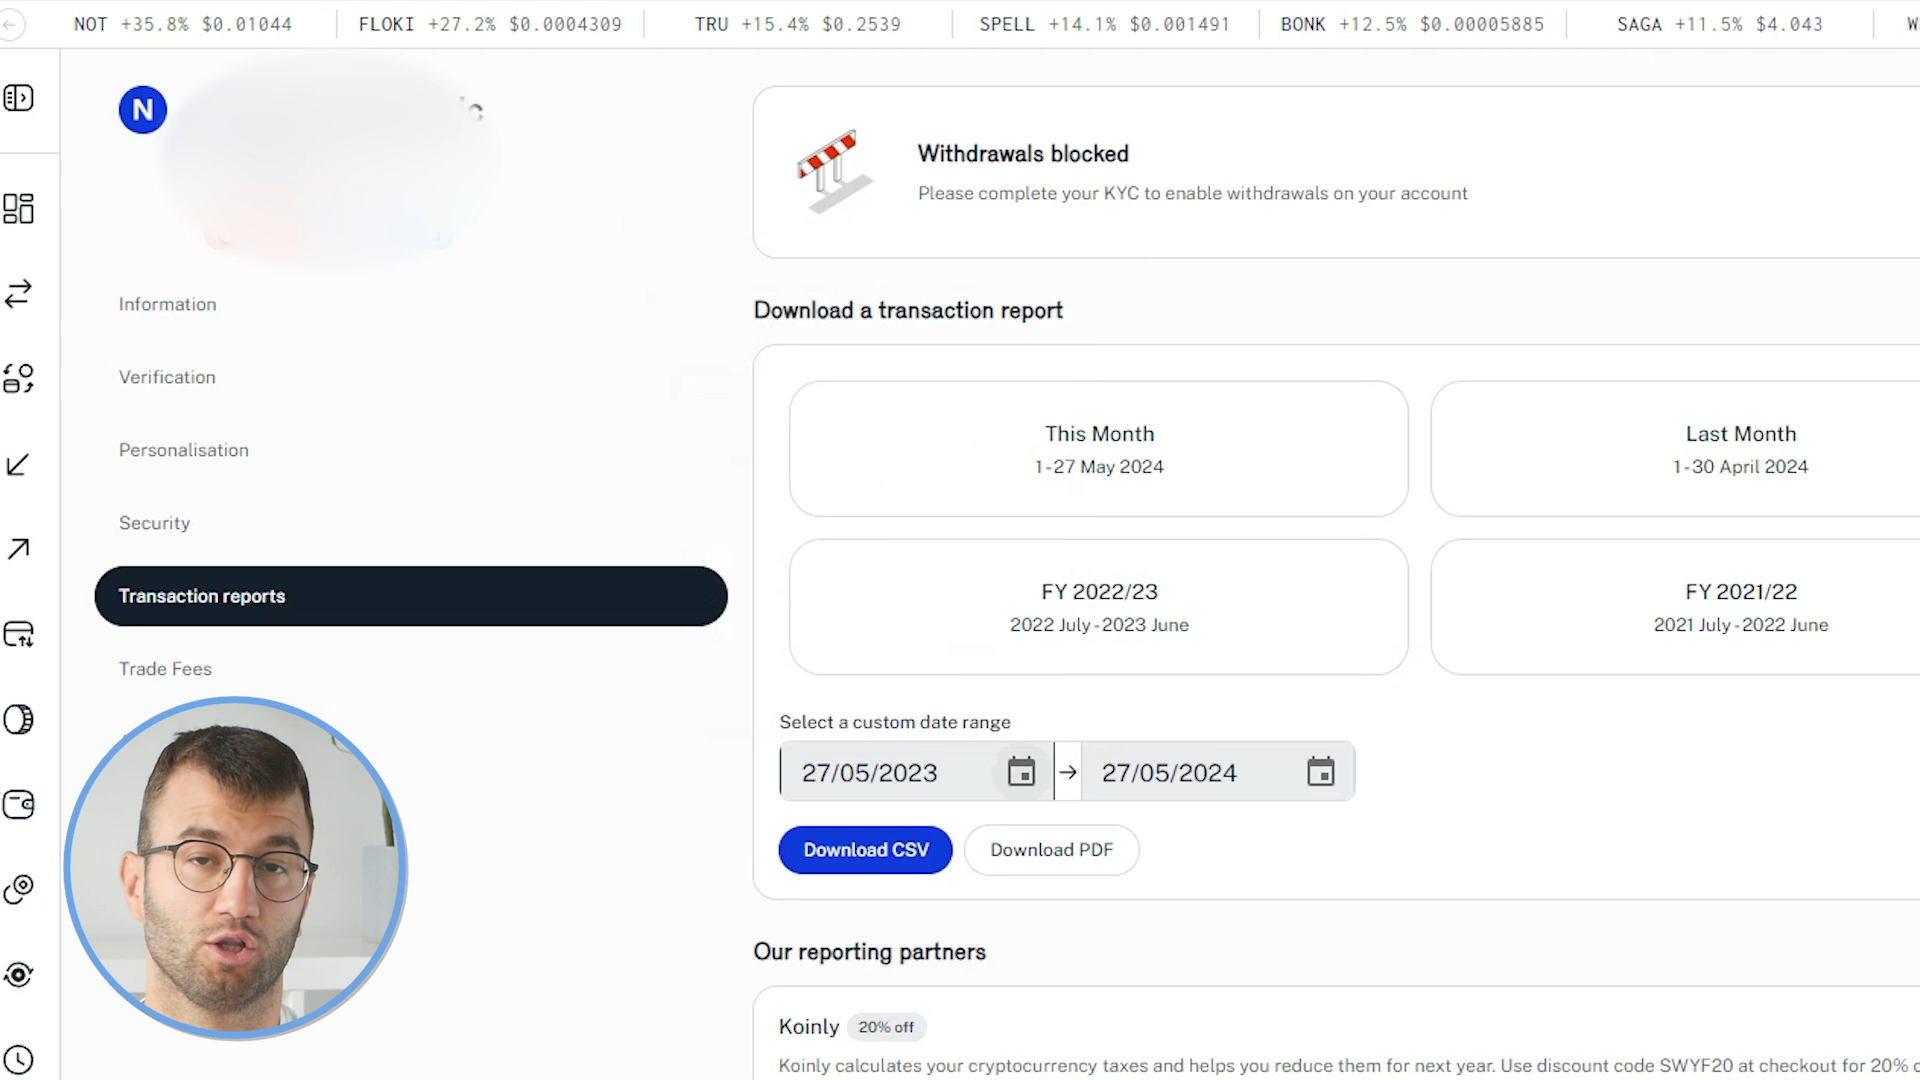 NOT +35.8% $0.01044 FLOKI +27.2% $0.0004309 TRU +15.4% $0.2539 SPELL +14.1% $0.001491 BONK +12.5% $0.00005885 SAGA +11.5% $4.043
N
Withdrawals blocked
Please complete your KYC to enable withdrawals on your account
Information
Verification
Personalisation
Security
Transaction reports
Trade Fees
Download a transaction report
This Month
1-27 May 2024
Last Month
1-30 April 2024
FY 2022/23
2022 July-2023 June
FY 2021/22
2021 July-2022 June
Select a custom date range
27/05/2023 → 27/05/2024
Download CSV Download PDF
Our reporting partners
Koinly 20% off
Koinly calculates your cryptocurrency taxes and helps you reduce them for next year. Use discount code SWYF20 at checkout for 20%